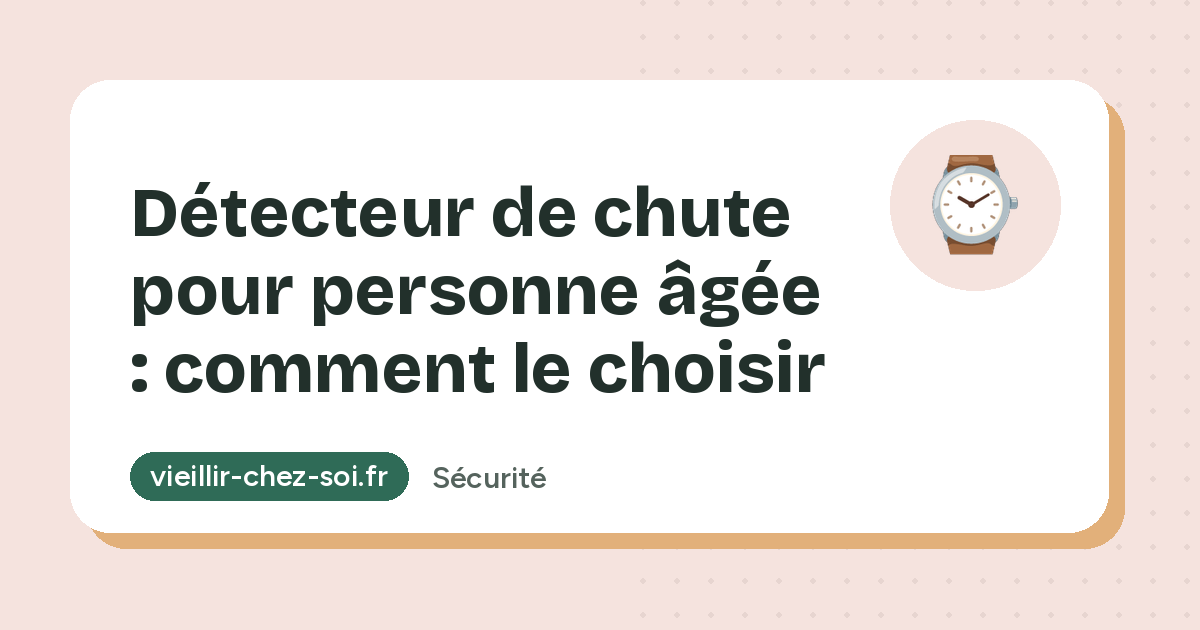 Détecteur de chute
pour personne âgée
: comment le choisir
vieillir-chez-soi.fr
Sécurité